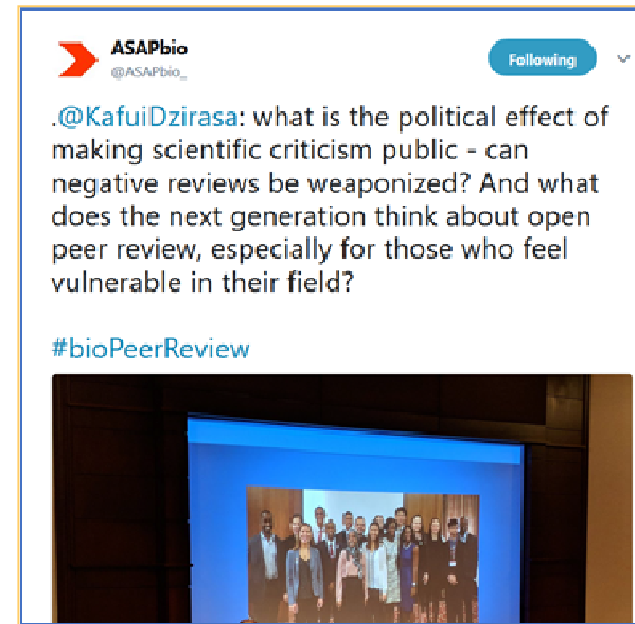 ASAPbio
@ASAPbio_
Following
.@KafuiDzirasa: what is the political effect of
making scientific criticism public - can
negative reviews be weaponized? And what
does the next generation think about open
peer review, especially for those who feel
vulnerable in their field?
#bioPeerReview